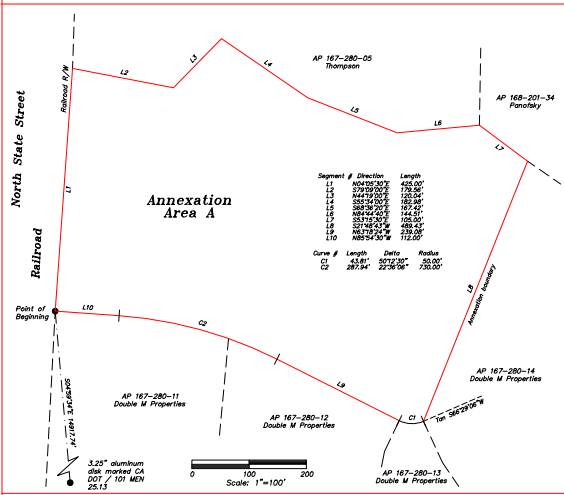 North State Street
Railroad
Railroad R/W
L1
L2
L3
L4
L5
L6
L7
L8
Annexation boundary
L9
L10
C1
C2
AP 167-280-05
Thompson
AP 168-201-34
Panofsky
Annexation
Area A
Segment # Direction Length
L1 N04°05'30"E 425.00'
L2 S79°09'00"E 179.56'
L3 N44°19'00"E 120.04'
L4 S55°34'00"E 182.98'
L5 S68°36'20"E 167.42'
L6 N84°44'40"E 144.51'
L7 S53°15'30"E 105.00'
L8 S21°48'43"W 489.43'
L9 N63°18'24"W 239.08'
L10 N85°54'30"W 112.00'
Curve # Length Delta Radius
C1 43.81' 50°12'30" 50.00'
C2 287.94' 22°36'06" 730.00'
Point of
Beginning
S04°59'34"E 14917.74'
3.25" aluminum
disk marked CA
DOT / 101 MEN
25.13
AP 167-280-11
Double M Properties
AP 167-280-12
Double M Properties
AP 167-280-13
Double M Properties
AP 167-280-14
Double M Properties
Tan S66°29'06"W
0 100 200
Scale: 1"=100'